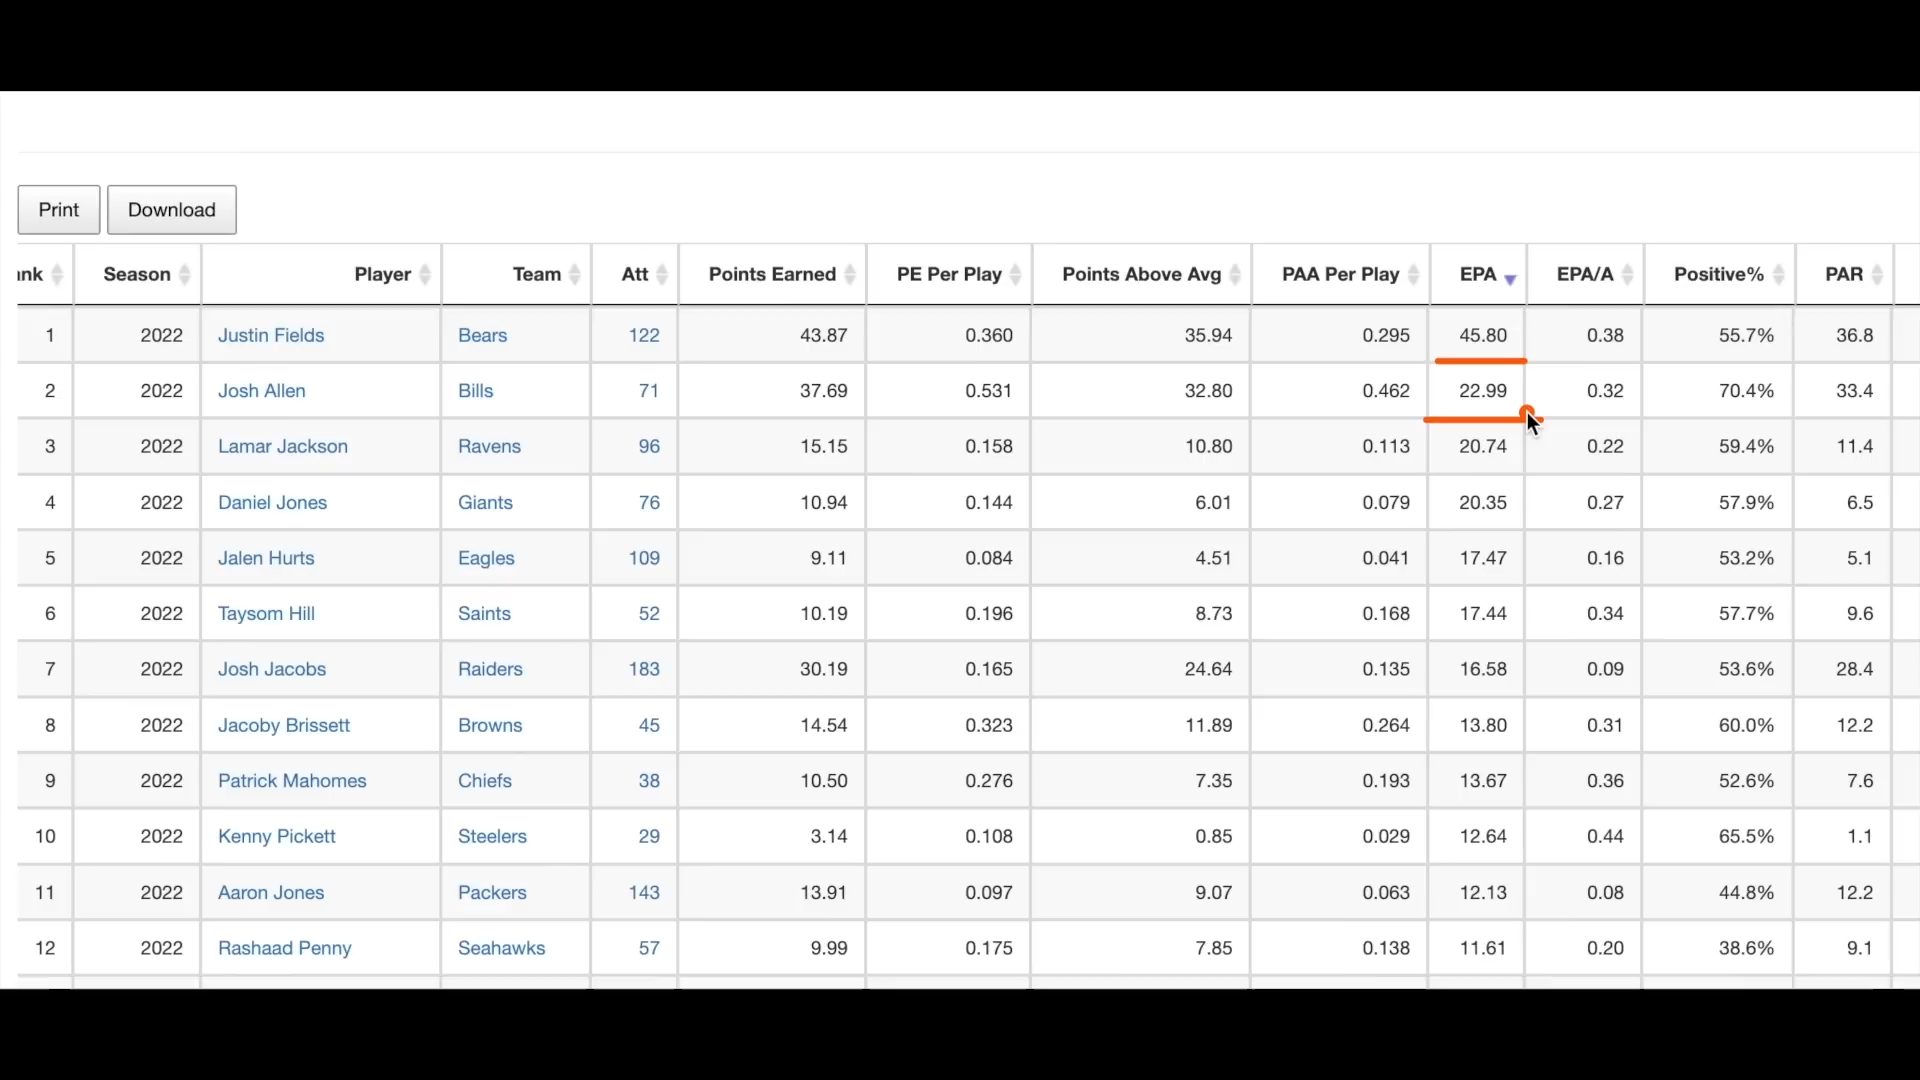 Print Download
nk Season Player Team Att Points Earned PE Per Play Points Above Avg PAA Per Play EPA EPA/A Positive% PAR
1 2022 Justin Fields Bears 122 43.87 0.360 35.94 0.295 45.80 0.38 55.7% 36.8
2 2022 Josh Allen Bills 71 37.69 0.531 32.80 0.462 22.99 0.32 70.4% 33.4
3 2022 Lamar Jackson Ravens 96 15.15 0.158 10.80 0.113 20.74 0.22 59.4% 11.4
4 2022 Daniel Jones Giants 76 10.94 0.144 6.01 0.079 20.35 0.27 57.9% 6.5
5 2022 Jalen Hurts Eagles 109 9.11 0.084 4.51 0.041 17.47 0.16 53.2% 5.1
6 2022 Taysom Hill Saints 52 10.19 0.196 8.73 0.168 17.44 0.34 57.7% 9.6
7 2022 Josh Jacobs Raiders 183 30.19 0.165 24.64 0.135 16.58 0.09 53.6% 28.4
8 2022 Jacoby Brissett Browns 45 14.54 0.323 11.89 0.264 13.80 0.31 60.0% 12.2
9 2022 Patrick Mahomes Chiefs 38 10.50 0.276 7.35 0.193 13.67 0.36 52.6% 7.6
10 2022 Kenny Pickett Steelers 29 3.14 0.108 0.85 0.029 12.64 0.44 65.5% 1.1
11 2022 Aaron Jones Packers 143 13.91 0.097 9.07 0.063 12.13 0.08 44.8% 12.2
12 2022 Rashaad Penny Seahawks 57 9.99 0.175 7.85 0.138 11.61 0.20 38.6% 9.1